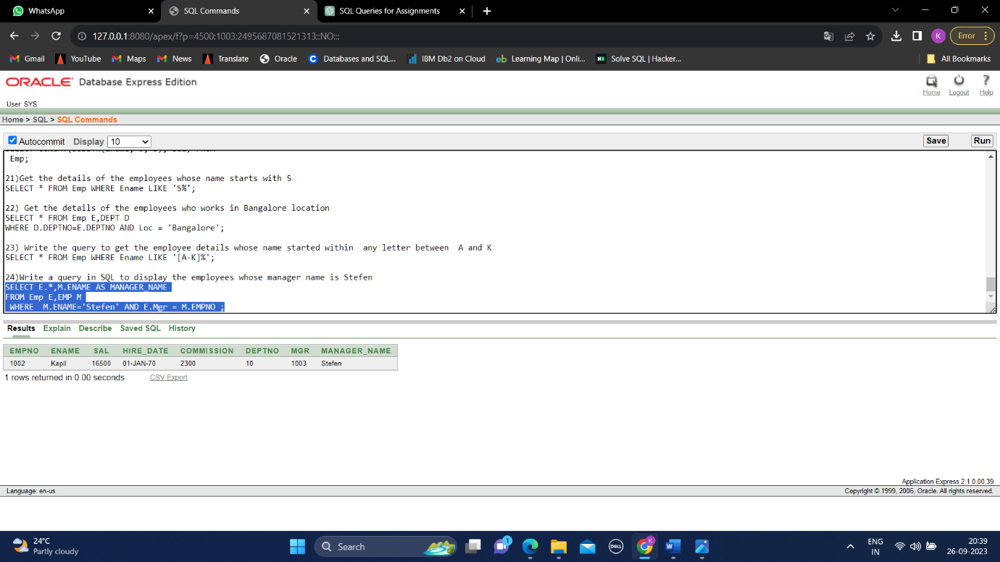 WhatsApp
SQL Commands
SQL Queries for Assignments
127.0.0.1:8080/apex/f?p=4500:1003:2495687081521313::NO:::
K
Error
Gmail
YouTube
Maps
News
Translate
Oracle
Databases and SQL...
IBM Db2 on Cloud
Learning Map | Onli...
Solve SQL | Hacker...
All Bookmarks
ORACLE Database Express Edition
Home
Logout
Help
User: SYS
Home > SQL > SQL Commands
Autocommit Display 10
Save
Run
Emp;
21)Get the details of the employees whose name starts with S
SELECT * FROM Emp WHERE Ename LIKE 'S%';
22) Get the details of the employees who works in Bangalore location
SELECT * FROM Emp E,DEPT D
WHERE D.DEPTNO=E.DEPTNO AND Loc = 'Bangalore';
23) Write the query to get the employee details whose name started within  any letter between  A and K
SELECT * FROM Emp WHERE Ename LIKE '[A-K]%';
24)Write a query in SQL to display the employees whose manager name is Stefen
SELECT E.*,M.ENAME AS MANAGER_NAME
FROM Emp E,EMP M
WHERE  M.ENAME='Stefen' AND E.Mgr = M.EMPNO ;
Results Explain Describe Saved SQL History
EMPNO ENAME SAL HIRE_DATE COMMISSION DEPTNO MGR MANAGER_NAME
1002 Kapil 16500 01-JAN-70 2300 10 1003 Stefen
1 rows returned in 0.00 seconds CSV Export
Application Express 2.1.0.00.39
Language: en-us
Copyright © 1999, 2006, Oracle. All rights reserved.
24°C
Partly cloudy
Search
1
DELL
K
W
ENG
IN
20:39
26-09-2023